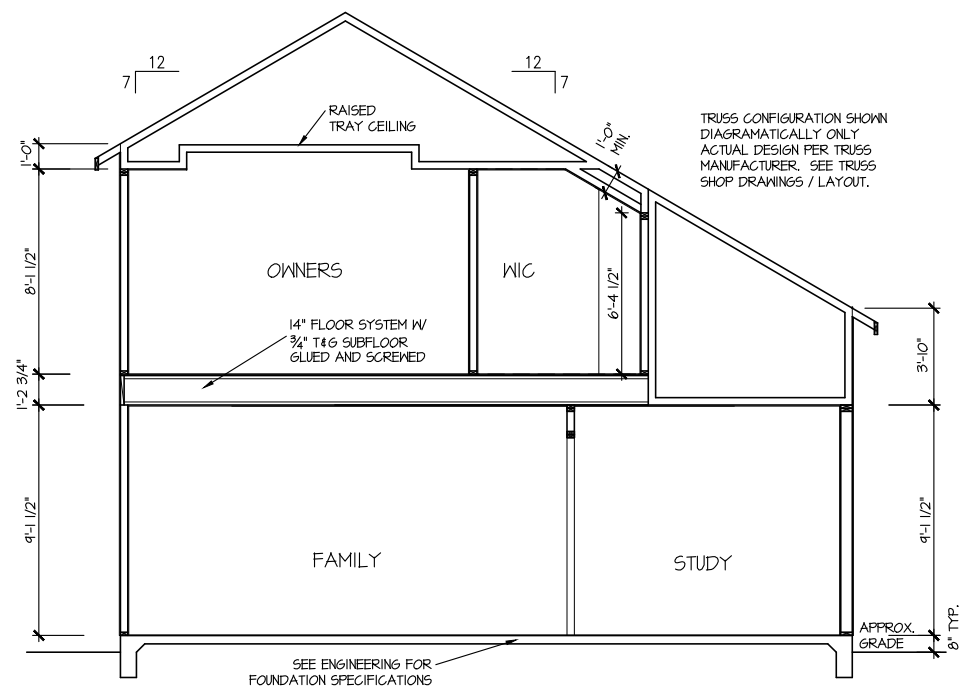 12
7
12
7
RAISED
TRAY CEILING
1'-0"
MIN.
TRUSS CONFIGURATION SHOWN
DIAGRAMATICALLY ONLY
ACTUAL DESIGN PER TRUSS
MANUFACTURER. SEE TRUSS
SHOP DRAWINGS / LAYOUT.
1'-0"
8'-1 1/2"
OWNERS
WIC
6'-4 1/2"
14" FLOOR SYSTEM W/
3/4" T&G SUBFLOOR
GLUED AND SCREWED
1'-2 3/4"
3'-10"
9'-1 1/2"
FAMILY
STUDY
9'-1 1/2"
APPROX.
GRADE
8" TYP.
SEE ENGINEERING FOR
FOUNDATION SPECIFICATIONS